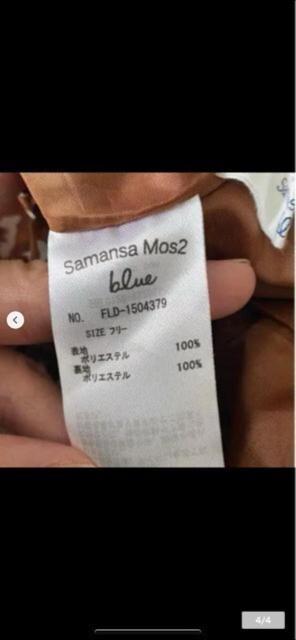 Samansa Mos2
blue
NO. FLD-1504379
SIZE フリー
表地
ポリエステル 100%
裏地
ポリエステル 100%
4/4